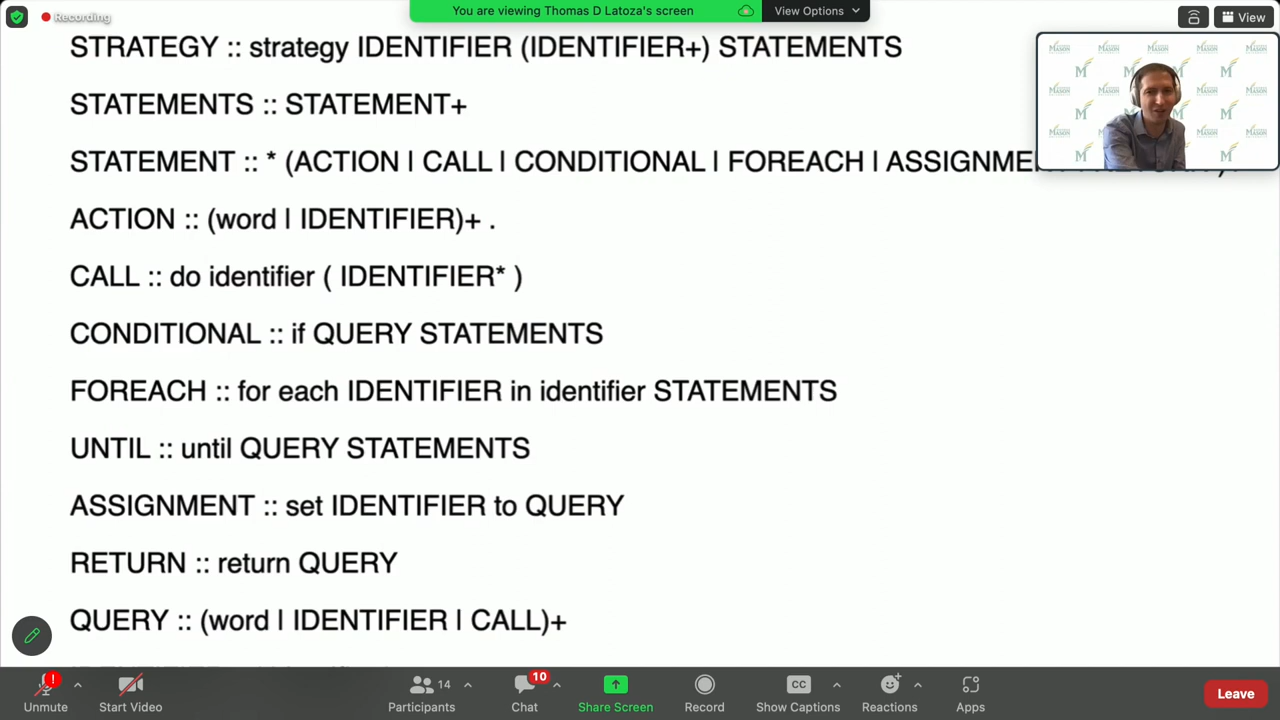 Recording
You are viewing Thomas D Latoza's screen
View Options
View
STRATEGY :: strategy IDENTIFIER (IDENTIFIER+) STATEMENTS
STATEMENTS :: STATEMENT+
STATEMENT :: * (ACTION | CALL | CONDITIONAL | FOREACH | ASSIGNME
ACTION :: (word | IDENTIFIER)+ .
CALL :: do identifier ( IDENTIFIER* )
CONDITIONAL :: if QUERY STATEMENTS
FOREACH :: for each IDENTIFIER in identifier STATEMENTS
UNTIL :: until QUERY STATEMENTS
ASSIGNMENT :: set IDENTIFIER to QUERY
RETURN :: return QUERY
QUERY :: (word | IDENTIFIER | CALL)+
Unmute
Start Video
14
Participants
10
Chat
Share Screen
Record
CC
Show Captions
Reactions
Apps
Leave